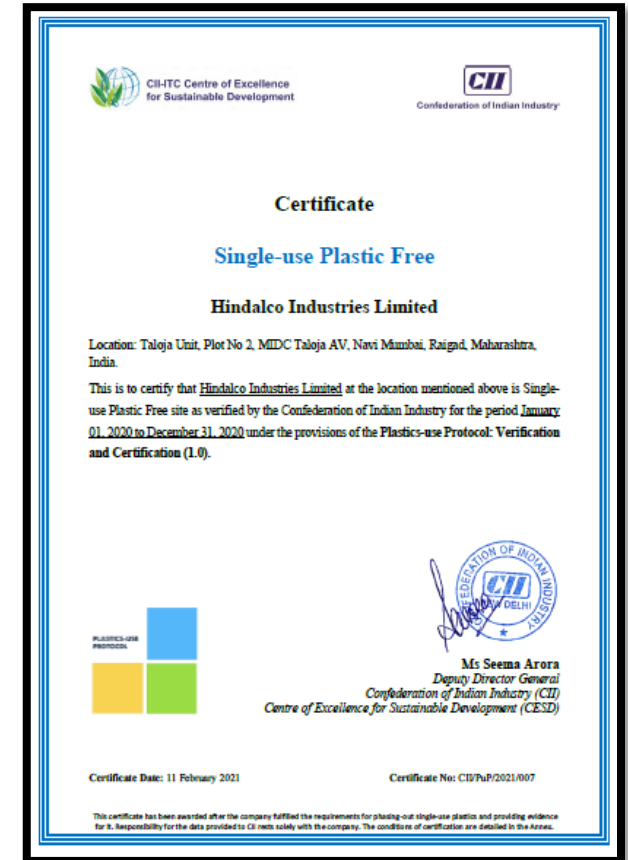 CII-ITC Centre of Excellence
for Sustainable Development
CII
Confederation of Indian Industry
Certificate
Single-use Plastic Free
Hindalco Industries Limited
Location: Taloja Unit, Plot No 2, MIDC Taloja AV, Navi Mumbai, Raigad, Maharashtra,
India.
This is to certify that Hindalco Industries Limited at the location mentioned above is Single-
use Plastic Free site as verified by the Confederation of Indian Industry for the period January
01, 2020 to December 31, 2020 under the provisions of the Plastics-use Protocol: Verification
and Certification (1.0).
CONFEDERATION OF INDIAN INDUSTRY
CII
NEW DELHI
PLASTICS-USE
PROTOCOL
Ms Seema Arora
Deputy Director General
Confederation of Indian Industry (CII)
Centre of Excellence for Sustainable Development (CESD)
Certificate Date: 11 February 2021
Certificate No: CII/PuP/2021/007
This certificate has been awarded after the company fulfilled the requirements for phasing-out single-use plastics and providing evidence
for it. Responsibility for the data provided to CII rests solely with the company. The conditions of certification are detailed in the Annex.